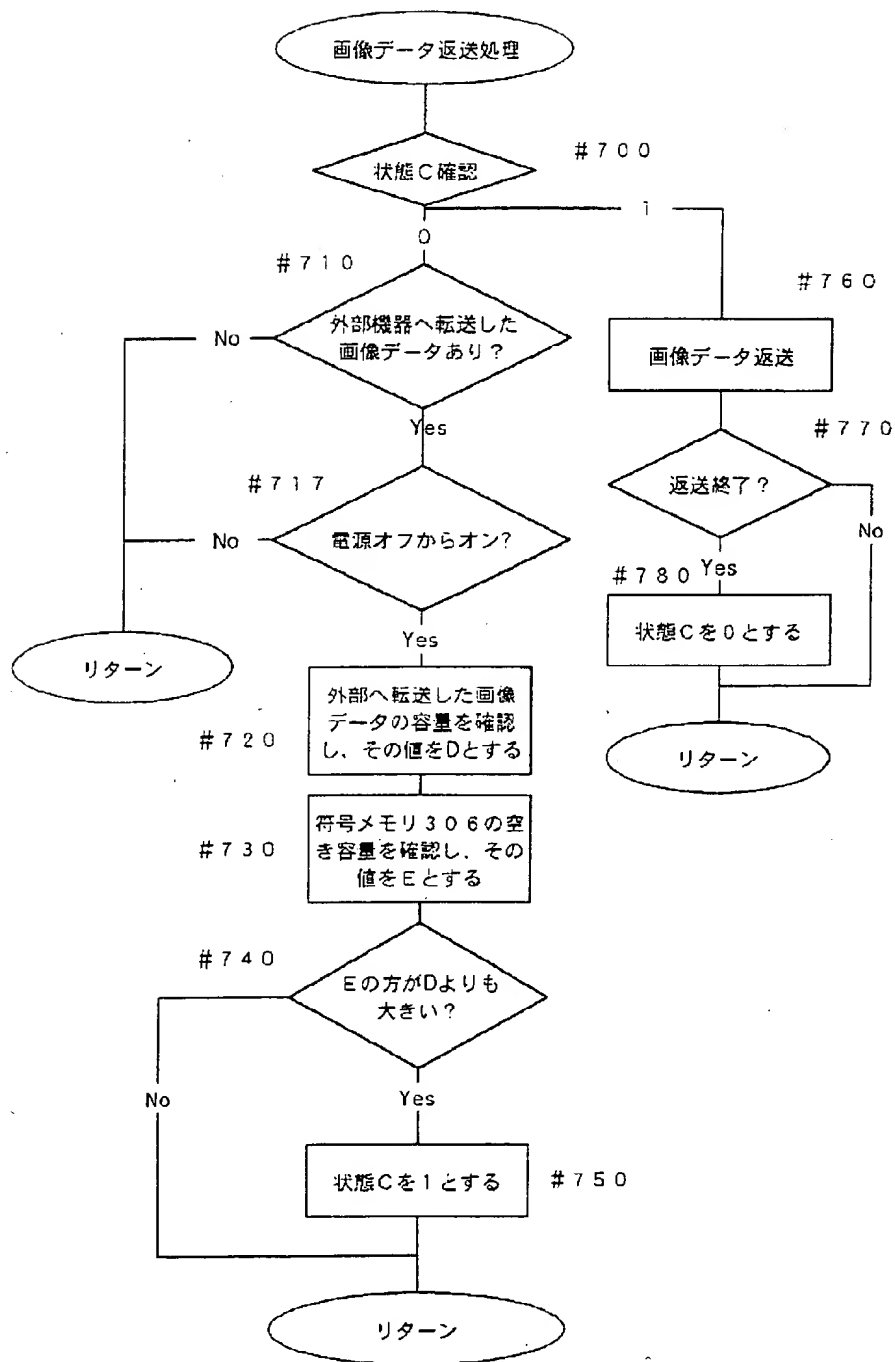 画像データ返送処理
状態C確認
#700
1
0
#710
外部機器へ転送した
画像データあり?
No
Yes
#717
電源オフからオン?
No
Yes
リターン
外部へ転送した画像
データの容量を確認
し、その値をDとする
#720
符号メモリ306の空
き容量を確認し、その
値をEとする
#730
#740
Eの方がDよりも
大きい?
No
Yes
状態Cを1とする
#750
リターン
#760
画像データ返送
#770
返送終了?
No
Yes
#780
状態Cを0とする
リターン